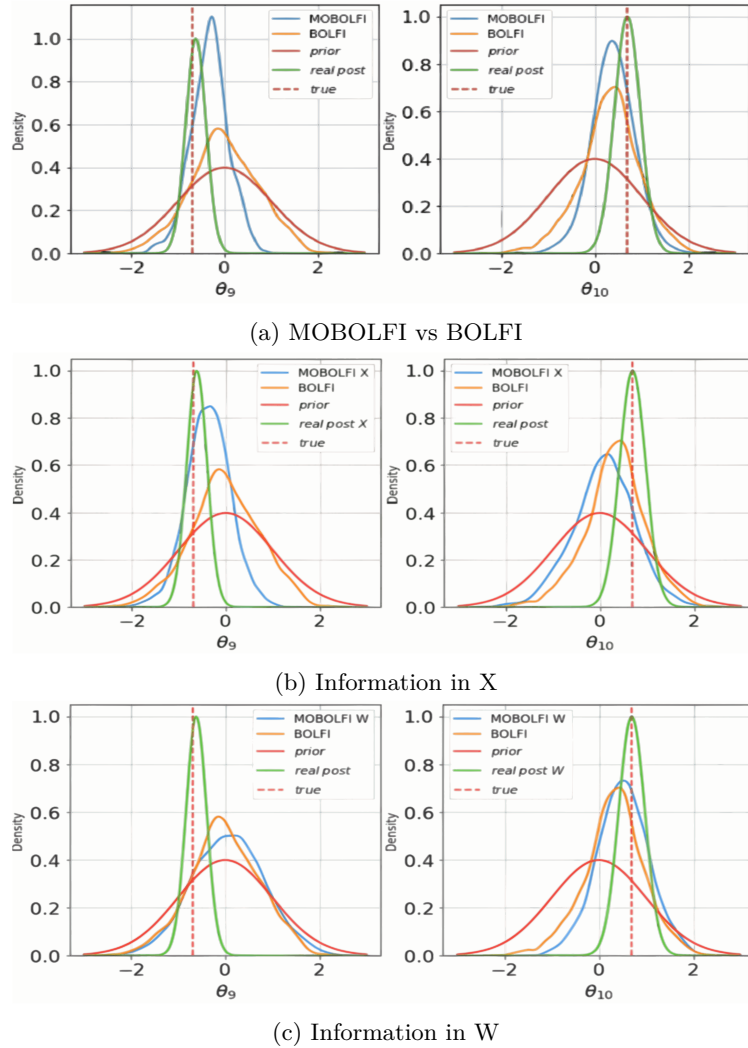 MOBOLFI
BOLFI
prior
real post
true
Density
1.0
0.8
0.6
0.4
0.2
0.0
−2
0
2
θ9
MOBOLFI
BOLFI
prior
real post
true
Density
1.0
0.8
0.6
0.4
0.2
0.0
−2
0
2
θ10
(a) MOBOLFI vs BOLFI
MOBOLFI X
BOLFI
prior
real post X
true
Density
1.0
0.8
0.6
0.4
0.2
0.0
−2
0
2
θ9
MOBOLFI X
BOLFI
prior
real post
true
Density
1.0
0.8
0.6
0.4
0.2
0.0
−2
0
2
θ10
(b) Information in X
MOBOLFI W
BOLFI
prior
real post
true
Density
1.0
0.8
0.6
0.4
0.2
0.0
−2
0
2
θ9
MOBOLFI W
BOLFI
prior
real post W
true
Density
1.0
0.8
0.6
0.4
0.2
0.0
−2
0
2
θ10
(c) Information in W